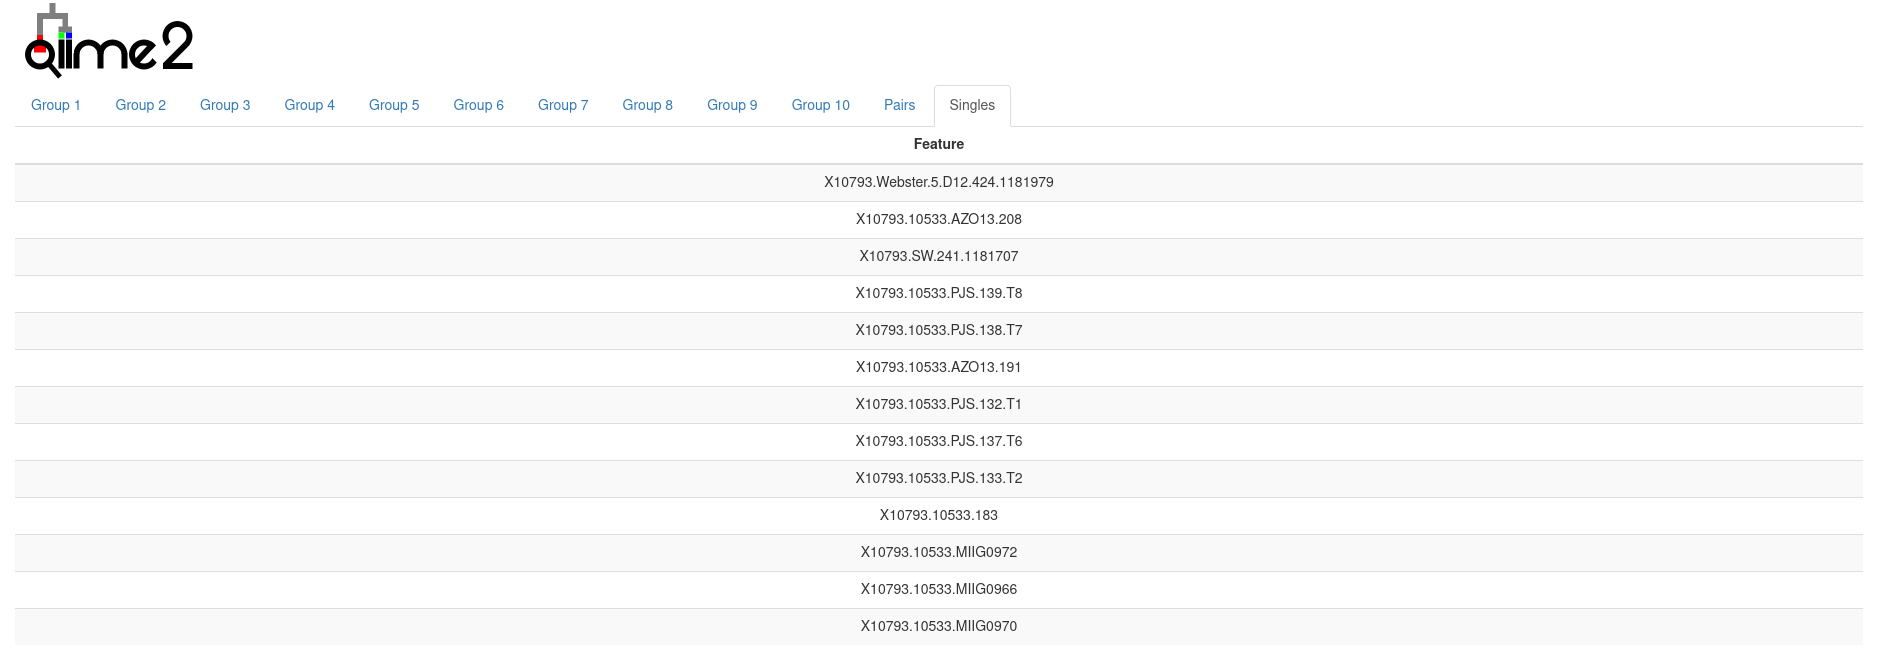 qiime2
Group 1 Group 2 Group 3 Group 4 Group 5 Group 6 Group 7 Group 8 Group 9 Group 10 Pairs Singles
Feature
X10793.Webster.5.D12.424.1181979
X10793.10533.AZO13.208
X10793.SW.241.1181707
X10793.10533.PJS.139.T8
X10793.10533.PJS.138.T7
X10793.10533.AZO13.191
X10793.10533.PJS.132.T1
X10793.10533.PJS.137.T6
X10793.10533.PJS.133.T2
X10793.10533.183
X10793.10533.MIIG0972
X10793.10533.MIIG0966
X10793.10533.MIIG0970